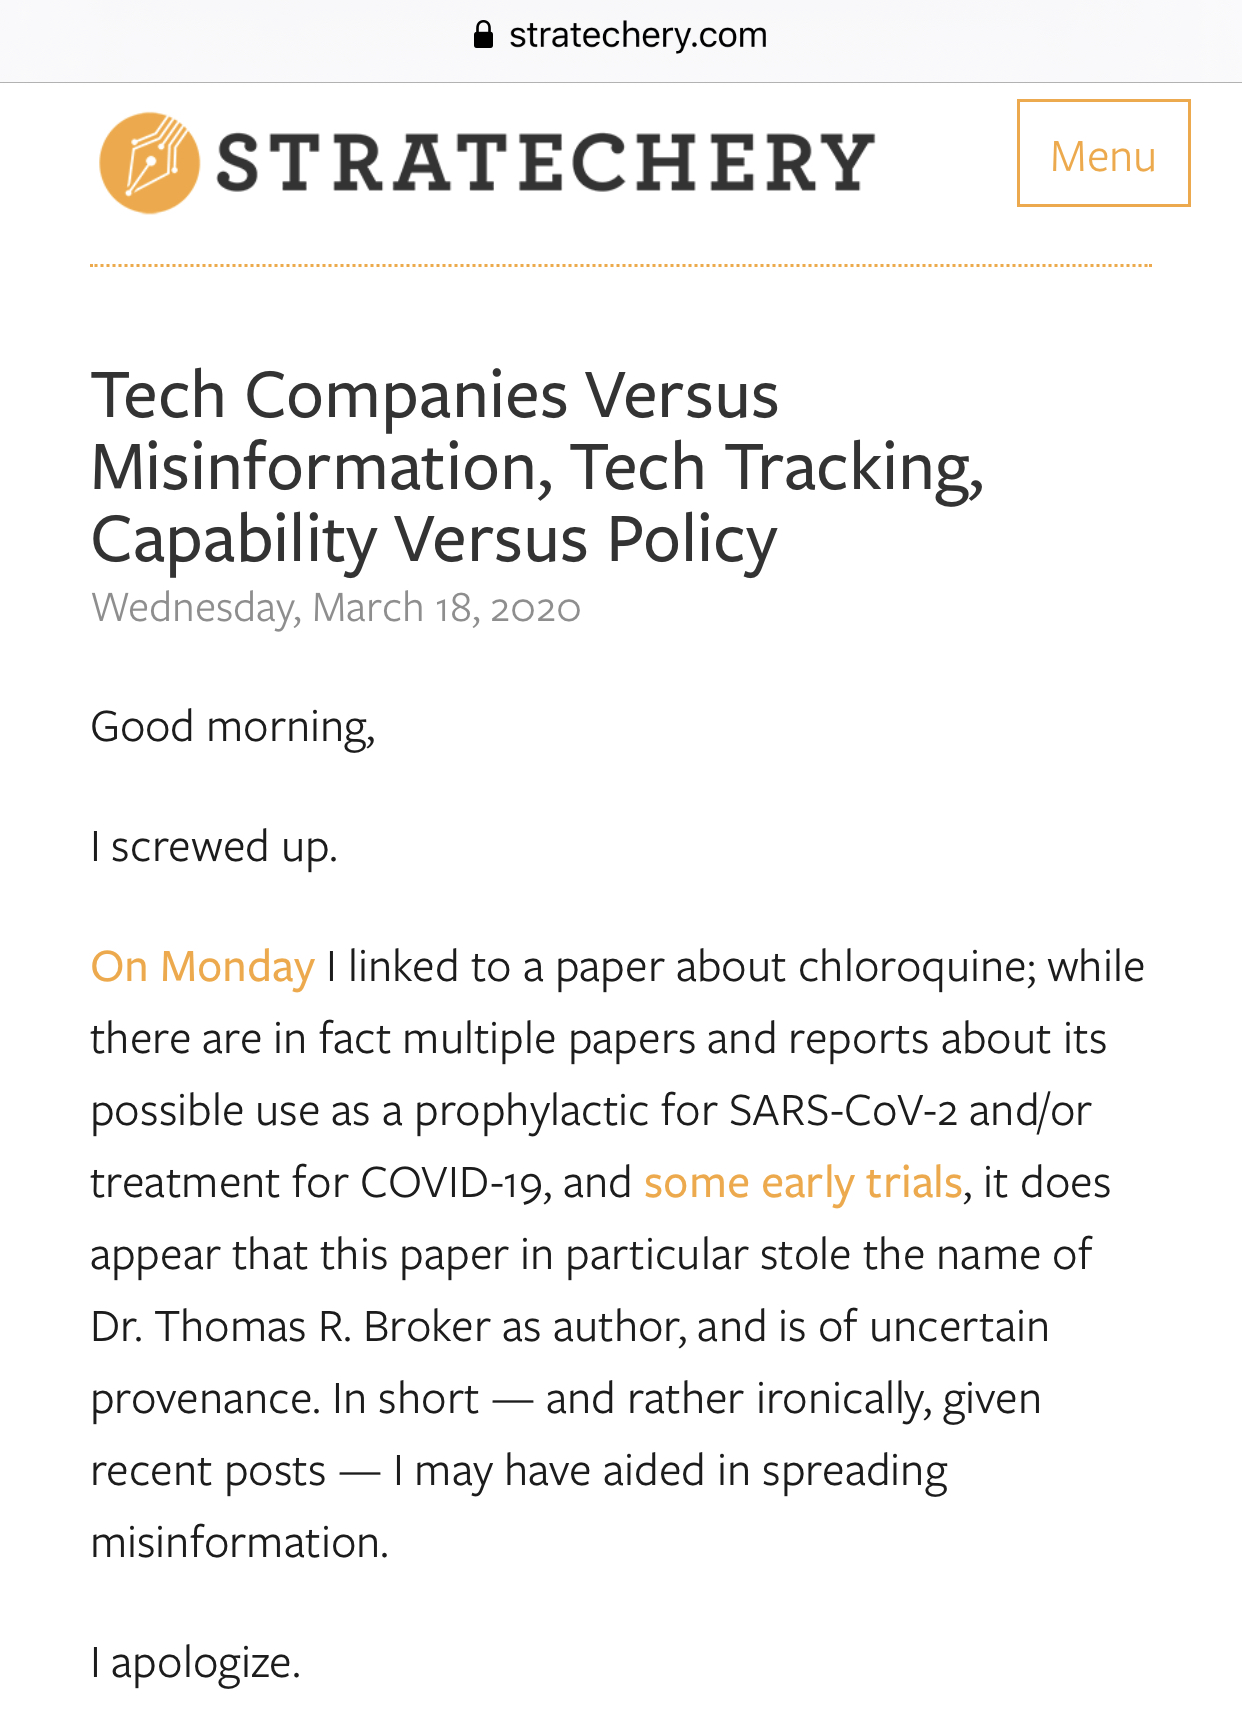 stratechery.com
STRATECHERY
Menu
Tech Companies Versus
Misinformation, Tech Tracking,
Capability Versus Policy
Wednesday, March 18, 2020
Good morning,
I screwed up.
On Monday I linked to a paper about chloroquine; while
there are in fact multiple papers and reports about its
possible use as a prophylactic for SARS-CoV-2 and/or
treatment for COVID-19, and some early trials, it does
appear that this paper in particular stole the name of
Dr. Thomas R. Broker as author, and is of uncertain
provenance. In short — and rather ironically, given
recent posts — I may have aided in spreading
misinformation.
I apologize.